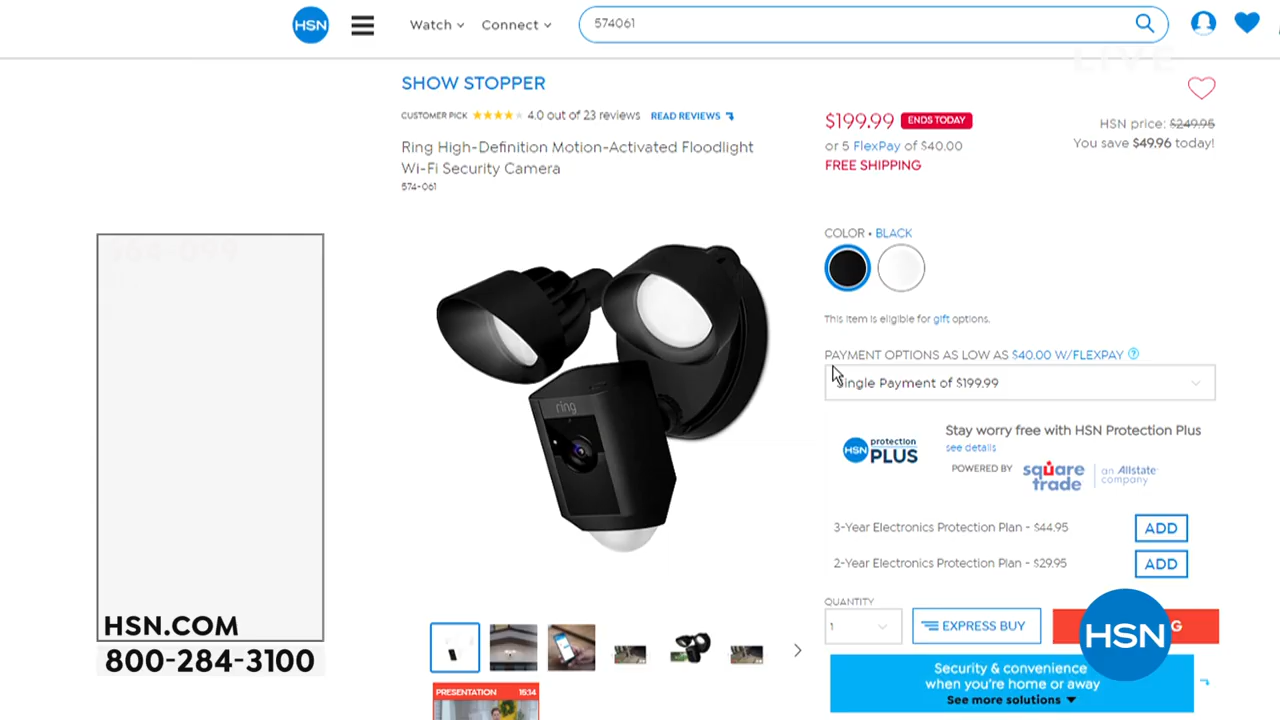 HSN
Watch
Connect
574061
LIVE
SHOW STOPPER
CUSTOMER PICK 4.0 out of 23 reviews READ REVIEWS
Ring High-Definition Motion-Activated Floodlight
Wi-Fi Security Camera
574-061
$199.99 ENDS TODAY
or 5 FlexPay of $40.00
FREE SHIPPING
HSN price: $249.95
You save $49.96 today!
COLOR • BLACK
This item is eligible for gift options.
PAYMENT OPTIONS AS LOW AS $40.00 W/FLEXPAY ?
Single Payment of $199.99
ring
HSN protection
PLUS
Stay worry free with HSN Protection Plus
see details
POWERED BY
square
trade
an Allstate
company
3-Year Electronics Protection Plan - $44.95
ADD
2-Year Electronics Protection Plan - $29.95
ADD
QUANTITY
1
EXPRESS BUY
G
HSN
Security & convenience
when you're home or away
See more solutions
HSN.COM
800-284-3100
PRESENTATION 15:14